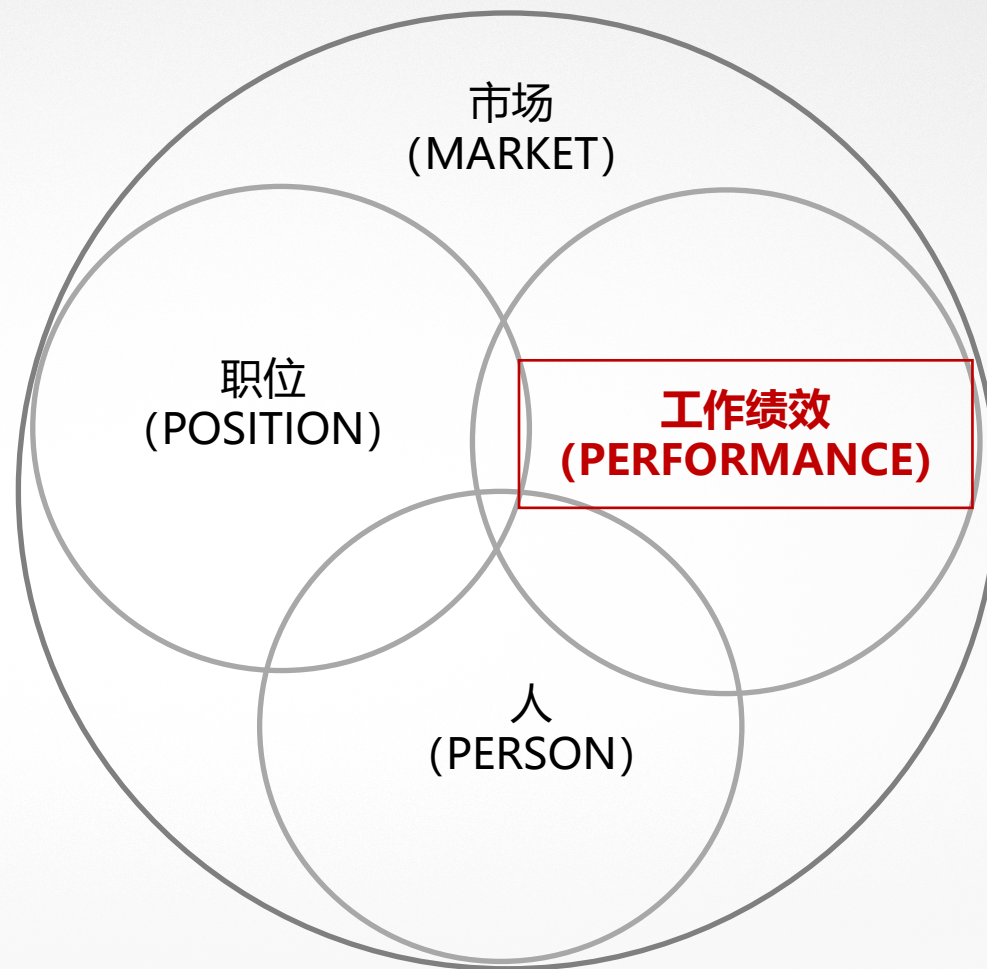 市场
(MARKET)
职位
(POSITION)
工作绩效
(PERFORMANCE)
人
(PERSON)